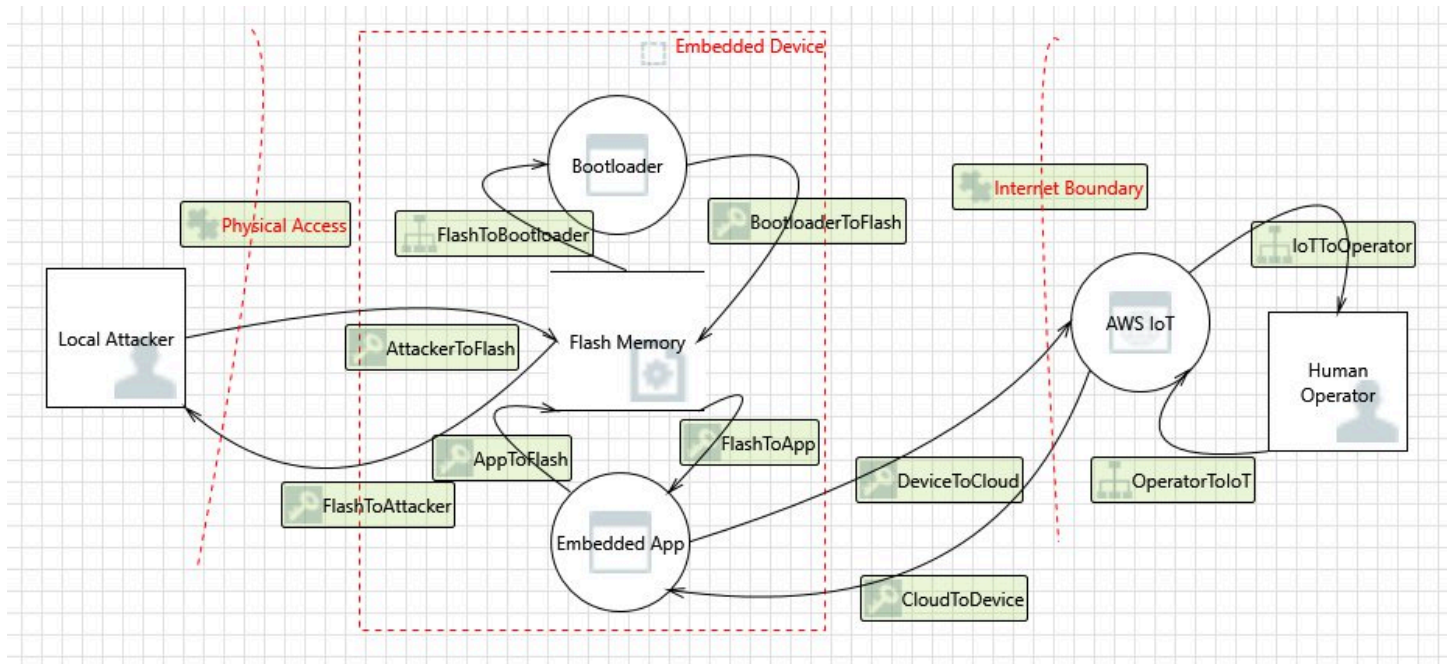 Embedded Device
Bootloader
Physical Access
FlashToBootloader
BootloaderToFlash
Internet Boundary
IoTToOperator
Local Attacker
AttackerToFlash
Flash Memory
AWS IoT
Human
Operator
AppToFlash
FlashToApp
FlashToAttacker
DeviceToCloud
OperatorToIoT
Embedded App
CloudToDevice